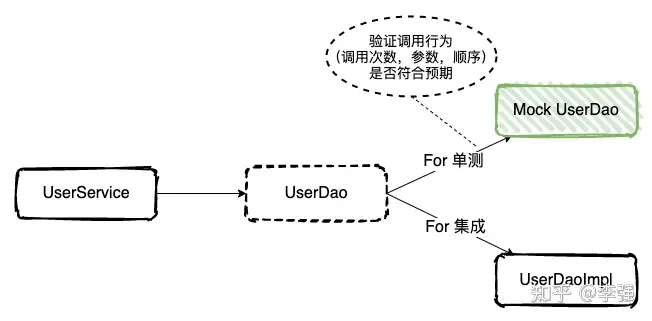 验证调用行为
(调用次数，参数，顺序)
是否符合预期
Mock UserDao
For 单测
UserService
UserDao
For 集成
UserDaoImpl
知乎 @李强